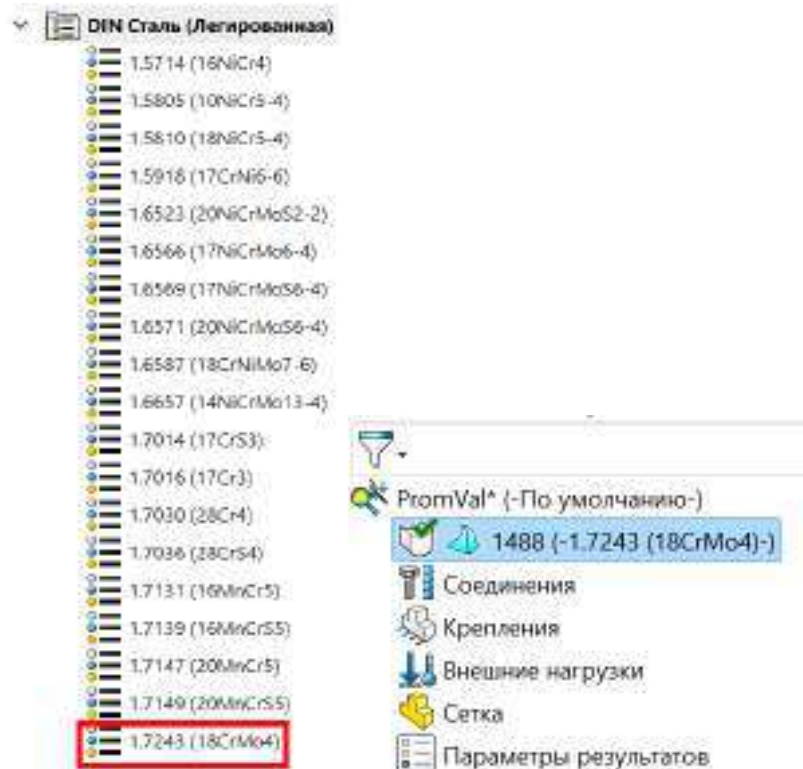 DIN Сталь (Легированная)
1.5714 (16NiCr4)
1.5805 (10NiCr5-4)
1.5810 (18NiCr5-4)
1.5918 (17CrNi6-6)
1.6523 (20NiCrMoS2-2)
1.6566 (17NiCrMo6-4)
1.6569 (17NiCrMoS6-4)
1.6571 (20NiCrMoS6-4)
1.6587 (18CrNiMo7-6)
1.6657 (14NiCrMo13-4)
1.7014 (17CrS3)
1.7016 (17Cr3)
1.7030 (28Cr4)
1.7036 (28CrS4)
1.7131 (16MnCr5)
1.7139 (16MnCrS5)
1.7147 (20MnCr5)
1.7149 (20MnCrS5)
1.7243 (18CrMo4)
PromVal* (-По умолчанию-)
1488 (-1.7243 (18CrMo4)-)
Соединения
Крепления
Внешние нагрузки
Сетка
Параметры результатов